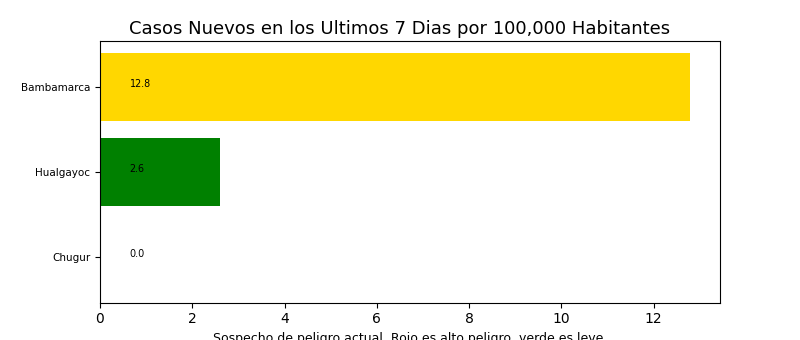 Casos Nuevos en los Ultimos 7 Dias por 100,000 Habitantes
Bambamarca
12.8
Hualgayoc
2.6
Chugur
0.0
0 2 4 6 8 10 12
Sospecho de peligro actual. Rojo es alto peligro, verde es leve